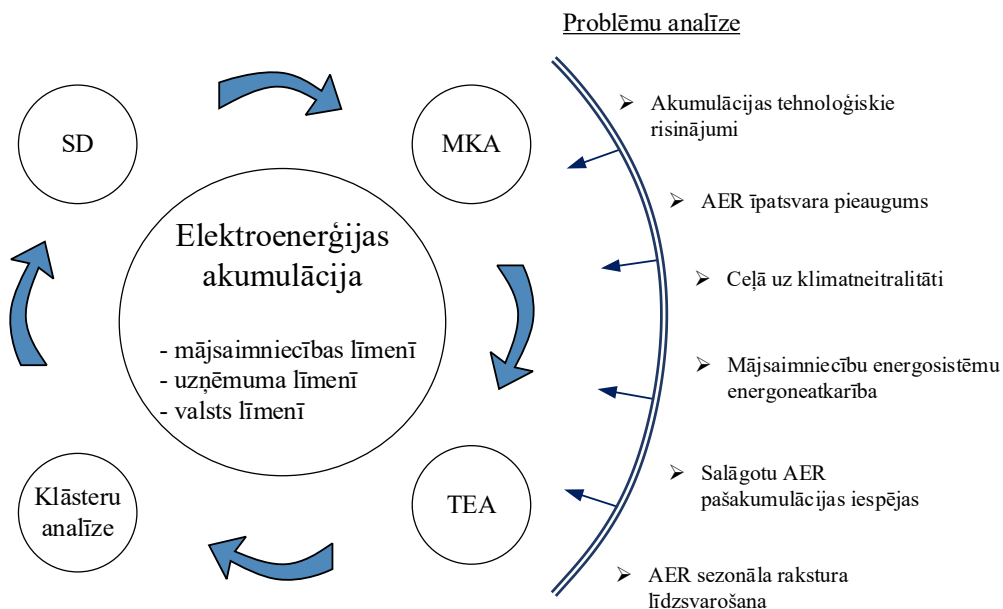 Problēmu analīze
SD
MKA
Elektroenerģijas
akumulācija
- mājsaimniecības līmenī
- uzņēmuma līmenī
- valsts līmenī
Klāsteru
analīze
TEA
➢ Akumulācijas tehnoloģiskie
risinājumi
➢ AER īpatsvara pieaugums
➢ Ceļā uz klimatneitralitāti
➢ Mājsaimniecību energosistēmu
energoneatkarība
➢ Salāgotu AER
pašakumulācijas iespējas
➢ AER sezonāla rakstura
līdzsvarošana